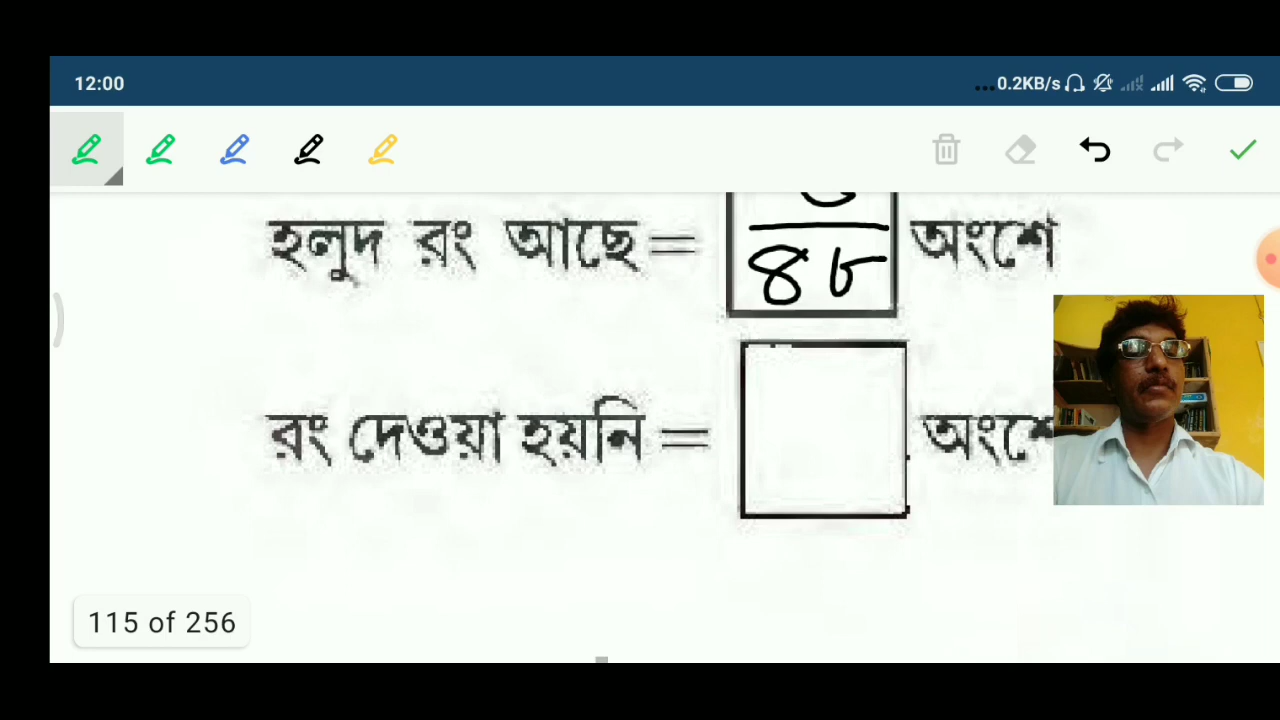 12:00
...0.2KB/s
হলুদ রং আছে = ৪৮ অংশে
রং দেওয়া হয়নি = অংশে
115 of 256